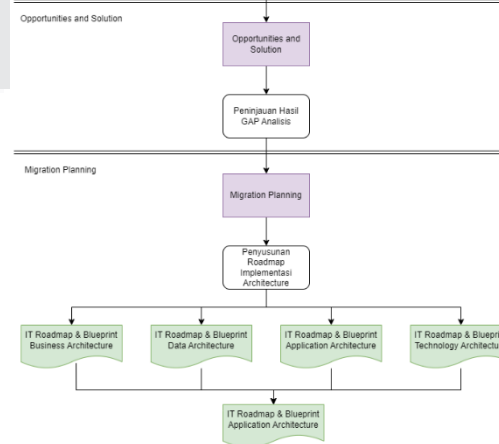 Opportunities and Solution
Opportunities and
Solution
Peninjauan Hasil
GAP Analisis
Migration Planning
Migration Planning
Penyusunan
Roadmap
Implementasi
Architecture
IT Roadmap & Blueprint
Business Architecture
IT Roadmap & Blueprint
Data Architecture
IT Roadmap & Blueprint
Application Architecture
IT Roadmap & Blueprint
Technology Architecture
IT Roadmap & Blueprint
Application Architecture